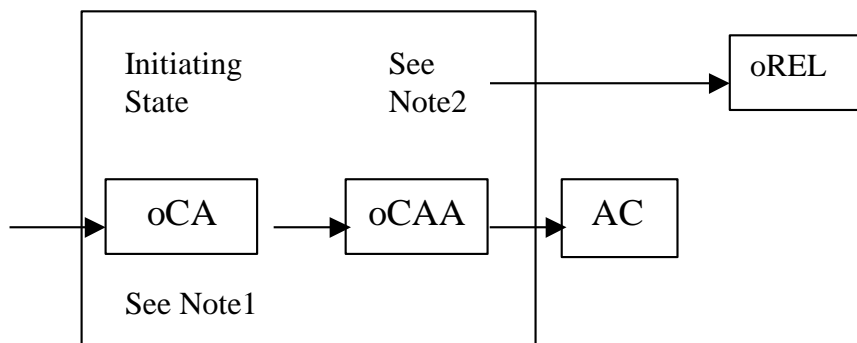 Initiating
State
See
Note2
oREL
oCA
oCAA
AC
See Note1